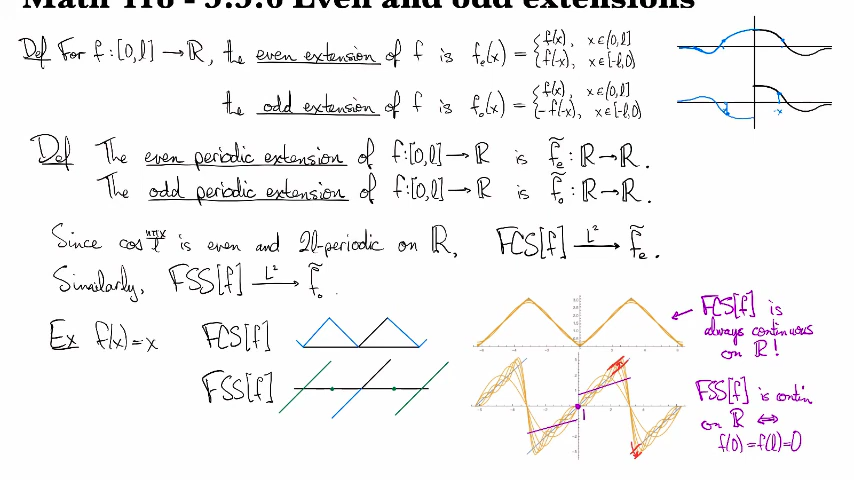 Math 118 - 5.3.6 Even and odd extensions
Def For f:[0,l]→ℝ, the even extension of f is fₑ(x) = { f(x), x∈(0,l]
f(-x), x∈[-l,0)
the odd extension of f is fₒ(x) = { f(x), x∈(0,l]
-f(-x), x∈[-l,0)
Def The even periodic extension of f:[0,l]→ℝ is f̃ₑ:ℝ→ℝ.
The odd periodic extension of f:[0,l]→ℝ is f̃ₒ:ℝ→ℝ.
Since cos nπx/l is even and 2l-periodic on ℝ, FCS[f] —L²→ f̃ₑ.
Similarly, FSS[f] —L²→ f̃ₒ.
Ex f(x)=x FCS[f]
FSS[f]
FCS[f] is
always continuous
on ℝ!
FSS[f] is contin
on ℝ ⇔
f(0)=f(l)=0